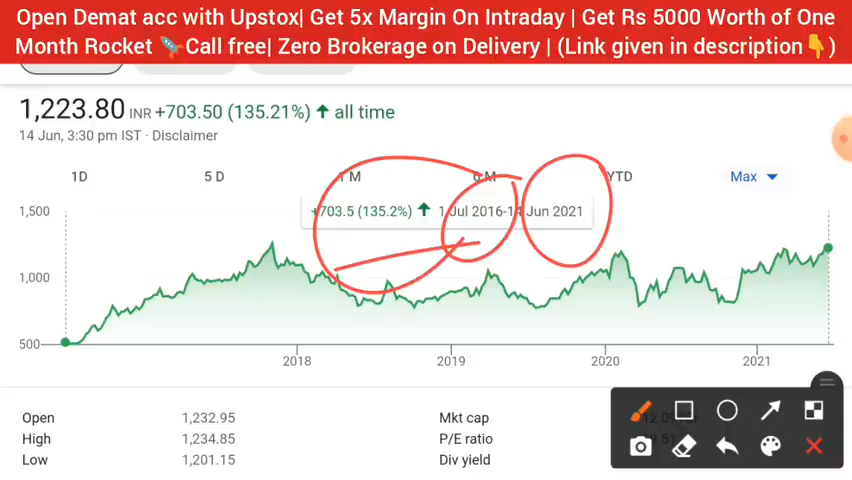 Open Demat acc with Upstox| Get 5x Margin On Intraday | Get Rs 5000 Worth of One
Month Rocket 🚀Call free| Zero Brokerage on Delivery | (Link given in description👇)
1,223.80 INR +703.50 (135.21%) ↑ all time
14 Jun, 3:30 pm IST · Disclaimer
1D 5 D 1 M 6 M YTD Max
+703.5 (135.2%) ↑ 1 Jul 2016-14 Jun 2021
1,500
1,000
500
2018 2019 2020 2021
Open 1,232.95 Mkt cap
High 1,234.85 P/E ratio
Low 1,201.15 Div yield